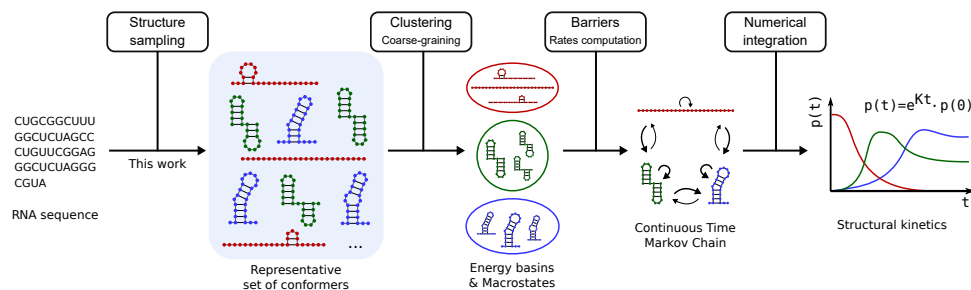 Structure
sampling
Clustering
Coarse-graining
Barriers
Rates computation
Numerical
integration
CUGCGGCUUU
GGCUCUAGCC
CUGUUCGGAG
GGCUCUAGGG
CGUA
RNA sequence
This work
...
Representative
set of conformers
Energy basins
& Macrostates
Continuous Time
Markov Chain
p(t)
p(t)=e^Kt·p(0)
t
Structural kinetics